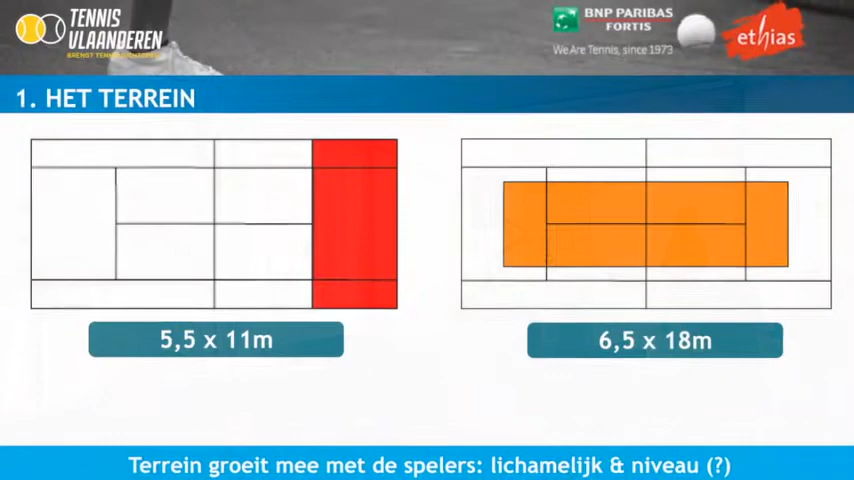 TENNIS
VLAANDEREN
BNP PARIBAS
FORTIS
We Are Tennis, since 1973
ethias
1. HET TERREIN
5,5 x 11m
6,5 x 18m
Terrein groeit mee met de spelers: lichamelijk & niveau (?)